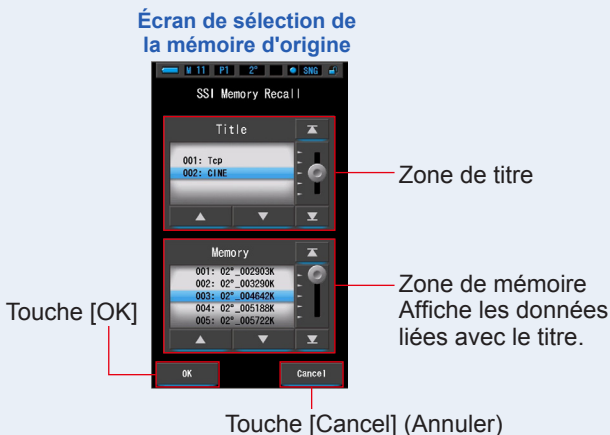 Écran de sélection de
la mémoire d'origine
M 11 P1 2° SNG
SSI Memory Recall
Title
001: Tcp
002: CINE
Zone de titre
Memory
001: 02°_002903K
002: 02°_003290K
003: 02°_004642K
004: 02°_005188K
005: 02°_005722K
Zone de mémoire
Affiche les données
liées avec le titre.
Touche [OK]
OK
Cancel
Touche [Cancel] (Annuler)